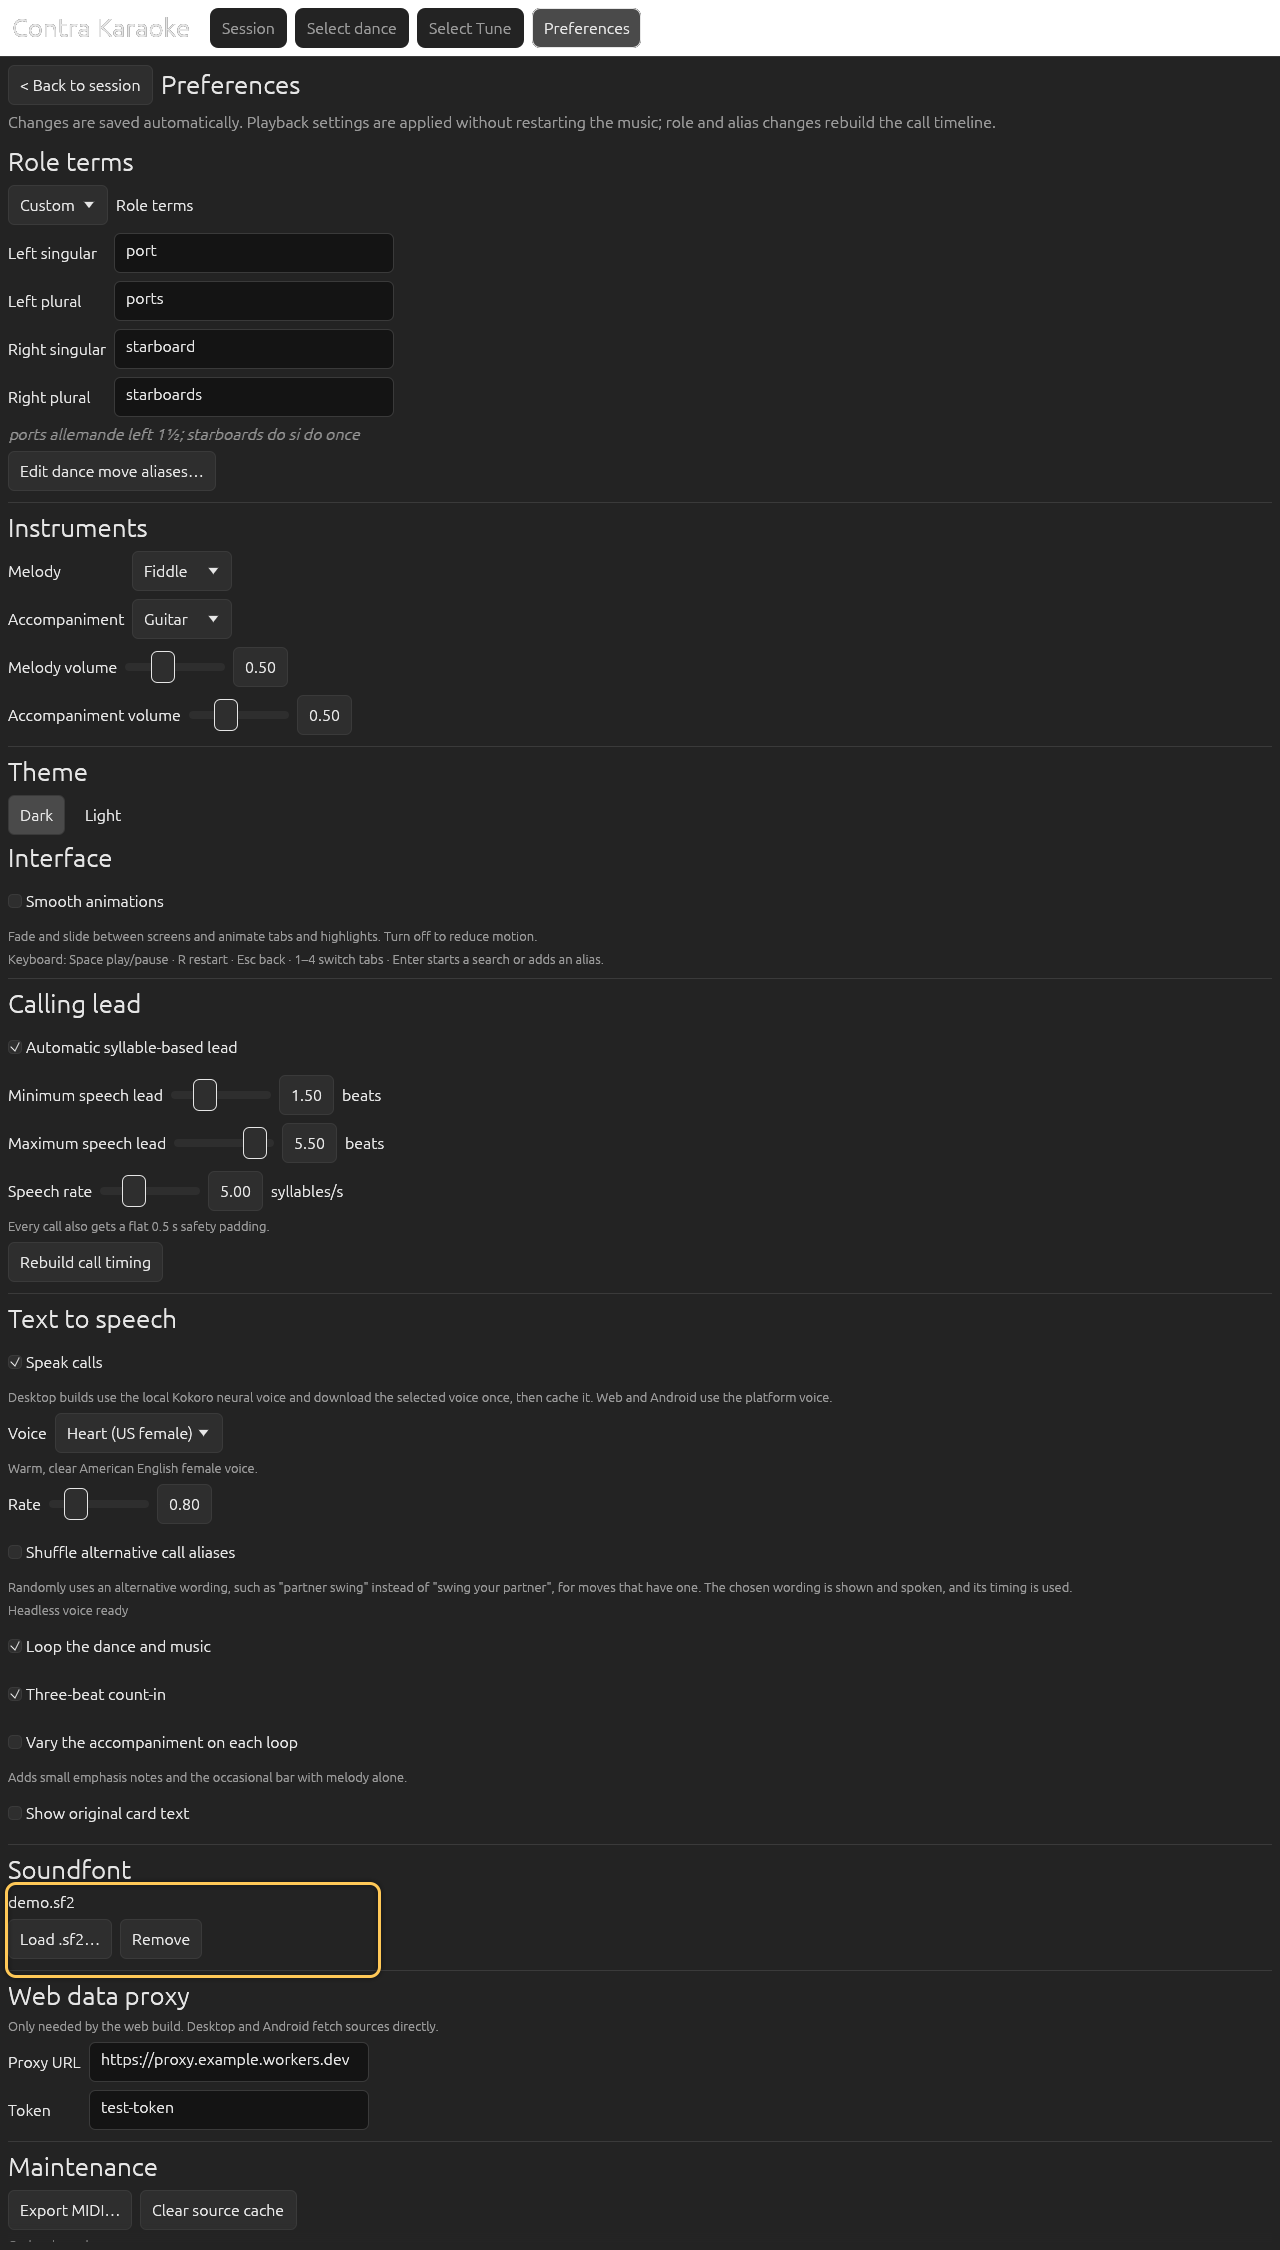 Contra Karaoke
Session
Select dance
Select Tune
Preferences
< Back to session
Preferences
Changes are saved automatically. Playback settings are applied without restarting the music; role and alias changes rebuild the call timeline.
Role terms
Custom
Role terms
Left singular
port
Left plural
ports
Right singular
starboard
Right plural
starboards
ports allemande left 1½; starboards do si do once
Edit dance move aliases…
Instruments
Melody
Fiddle
Accompaniment
Guitar
Melody volume
0.50
Accompaniment volume
0.50
Theme
Dark
Light
Interface
Smooth animations
Fade and slide between screens and animate tabs and highlights. Turn off to reduce motion.
Keyboard: Space play/pause · R restart · Esc back · 1–4 switch tabs · Enter starts a search or adds an alias.
Calling lead
Automatic syllable-based lead
Minimum speech lead
1.50
beats
Maximum speech lead
5.50
beats
Speech rate
5.00
syllables/s
Every call also gets a flat 0.5 s safety padding.
Rebuild call timing
Text to speech
Speak calls
Desktop builds use the local Kokoro neural voice and download the selected voice once, then cache it. Web and Android use the platform voice.
Voice
Heart (US female)
Warm, clear American English female voice.
Rate
0.80
Shuffle alternative call aliases
Randomly uses an alternative wording, such as "partner swing" instead of "swing your partner", for moves that have one. The chosen wording is shown and spoken, and its timing is used.
Headless voice ready
Loop the dance and music
Three-beat count-in
Vary the accompaniment on each loop
Adds small emphasis notes and the occasional bar with melody alone.
Show original card text
Soundfont
demo.sf2
Load .sf2…
Remove
Web data proxy
Only needed by the web build. Desktop and Android fetch sources directly.
Proxy URL
https://proxy.example.workers.dev
Token
test-token
Maintenance
Export MIDI…
Clear source cache